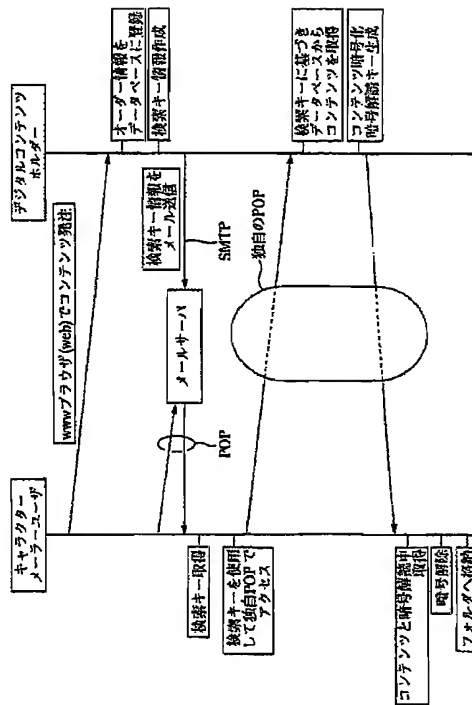 キャラクター
メーラーユーザ
デジタルコンテンツ
ホルダー
wwwブラウザ(web)でコンテンツ発注
オーダー情報を
データベースに登録
検索キー情報作成
検索キー情報を
メール送信
SMTP
メールサーバ
POP
検索キー取得
検索キーを使用
して独自POPで
アクセス
独自のPOP
検索キーに基づき
データベースから
コンテンツを取得
コンテンツ暗号化
暗号解読キー生成
コンテンツと暗号解読キー
取得
暗号解除
フォルダへ格納